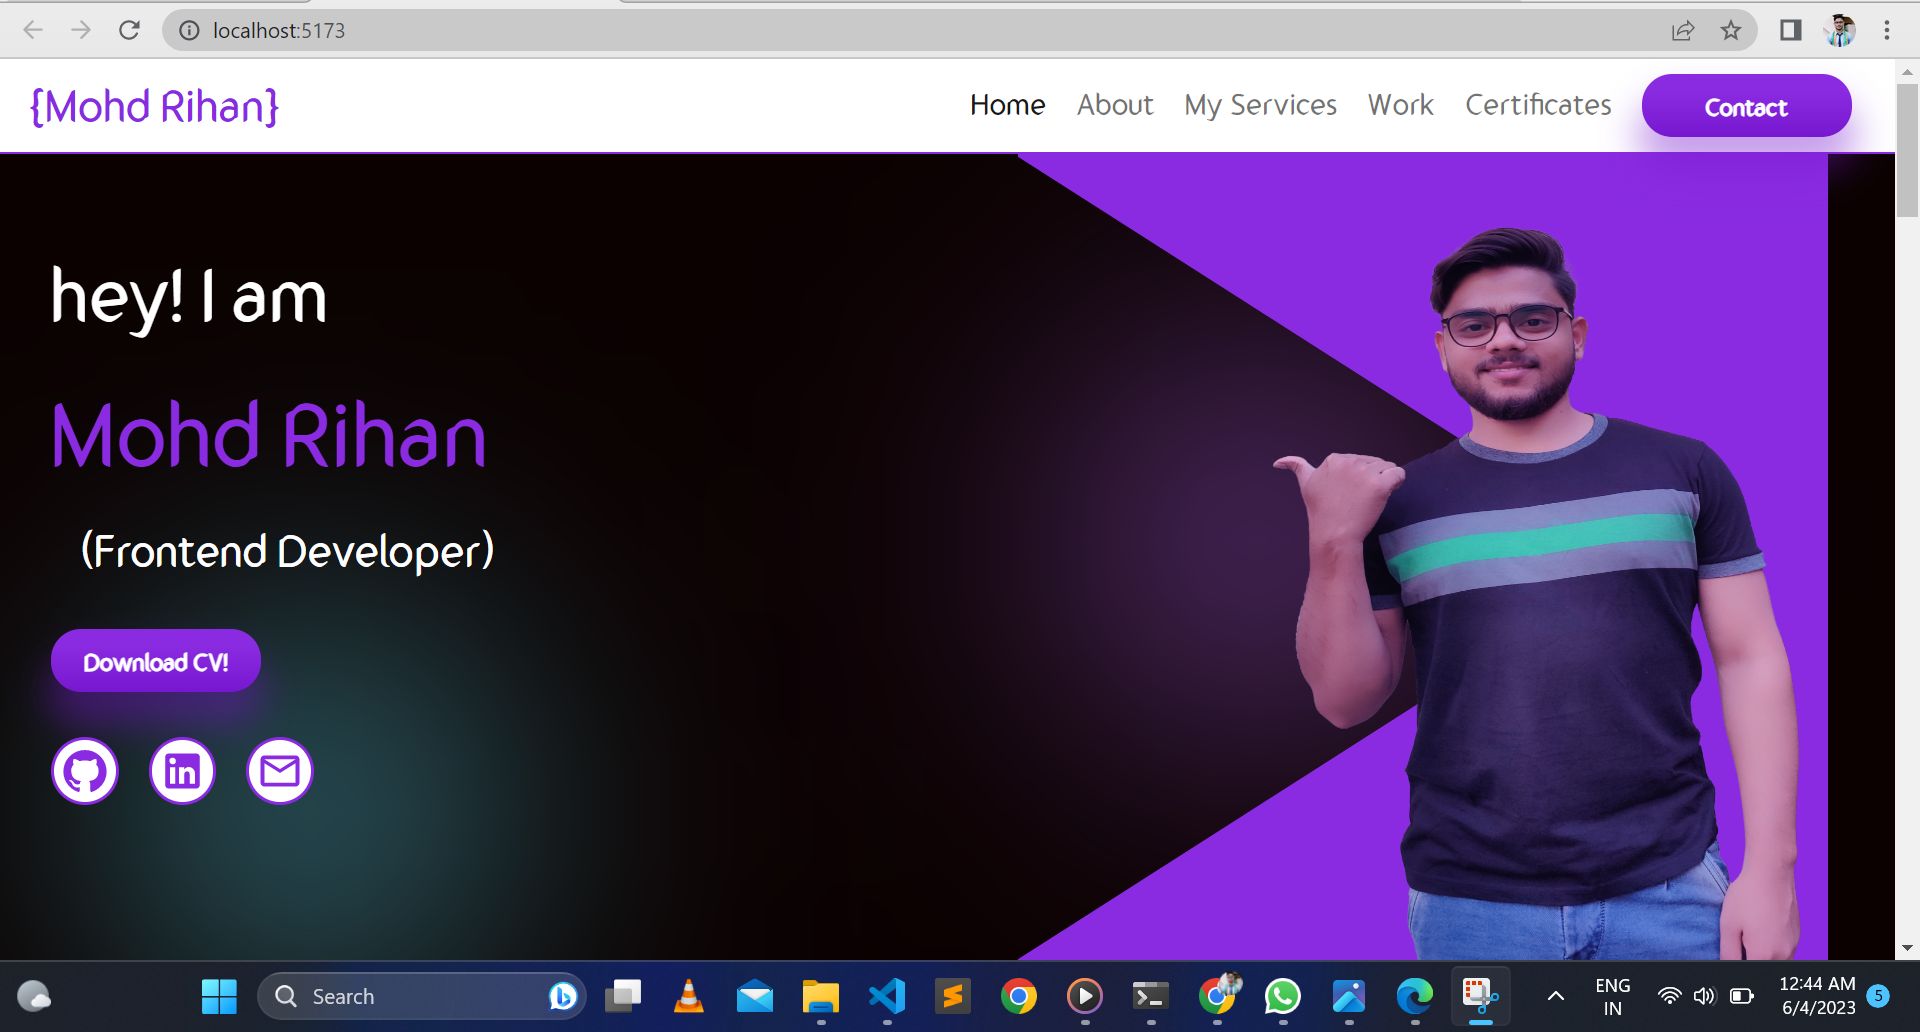 localhost:5173
{Mohd Rihan}
Home About My Services Work Certificates Contact
hey! I am
Mohd Rihan
(Frontend Developer)
Download CV!
Search
ENG
IN
12:44 AM
6/4/2023
5